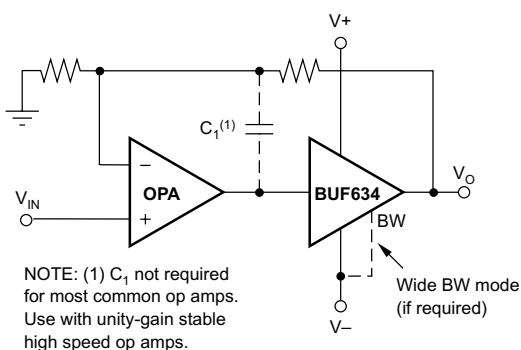 V+
C1(1)
−
OPA
+
VIN
BUF634
VO
BW
NOTE: (1) C1 not required
for most common op amps.
Use with unity-gain stable
high speed op amps.
Wide BW mode
(if required)
V–